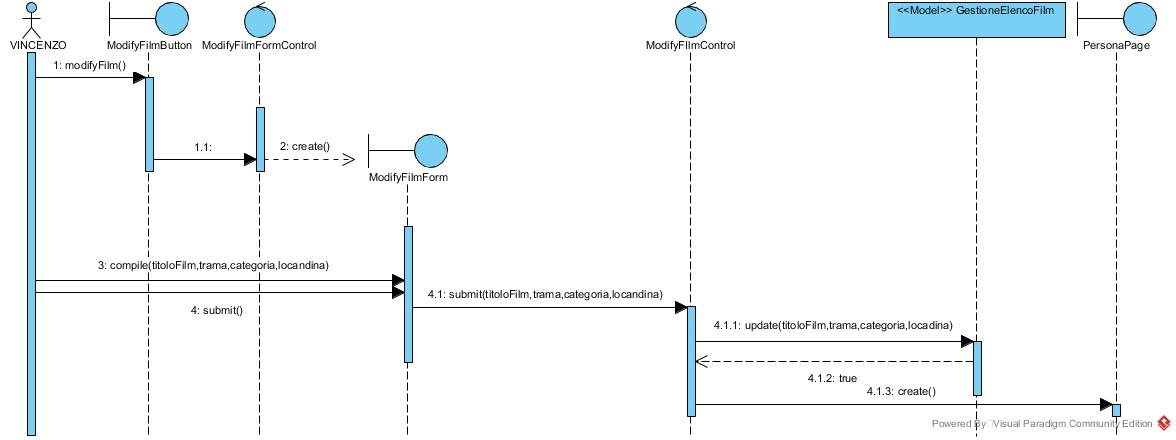 <<Model>> GestioneElencoFilm
VINCENZO
ModifyFilmButton
ModifyFilmFormControl
ModifyFIlmControl
PersonaPage
1: modifyFilm()
1.1:
2: create()
ModifyFilmForm
3: compile(titoloFilm,trama,categoria,locandina)
4: submit()
4.1: submit(titoloFilm,trama,categoria,locandina)
4.1.1: update(titoloFilm,trama,categoria,locadina)
4.1.2: true
4.1.3: create()
Powered By Visual Paradigm Community Edition